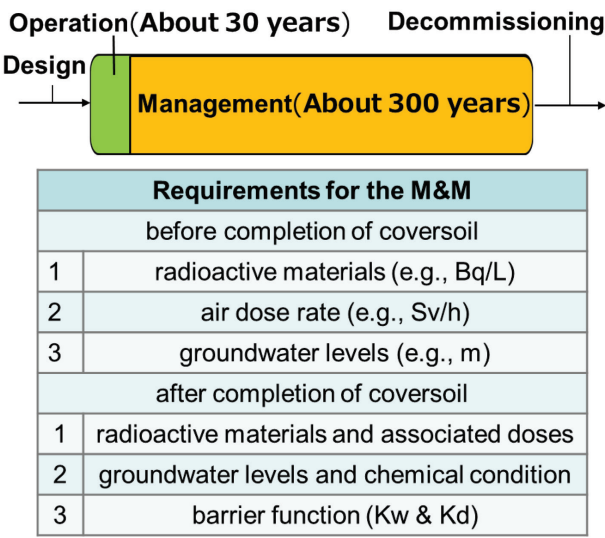 Operation(About 30 years)
Decommissioning
Design
Management(About 300 years)
Requirements for the M&M
before completion of coversoil
1 radioactive materials (e.g., Bq/L)
2 air dose rate (e.g., Sv/h)
3 groundwater levels (e.g., m)
after completion of coversoil
1 radioactive materials and associated doses
2 groundwater levels and chemical condition
3 barrier function (Kw & Kd)